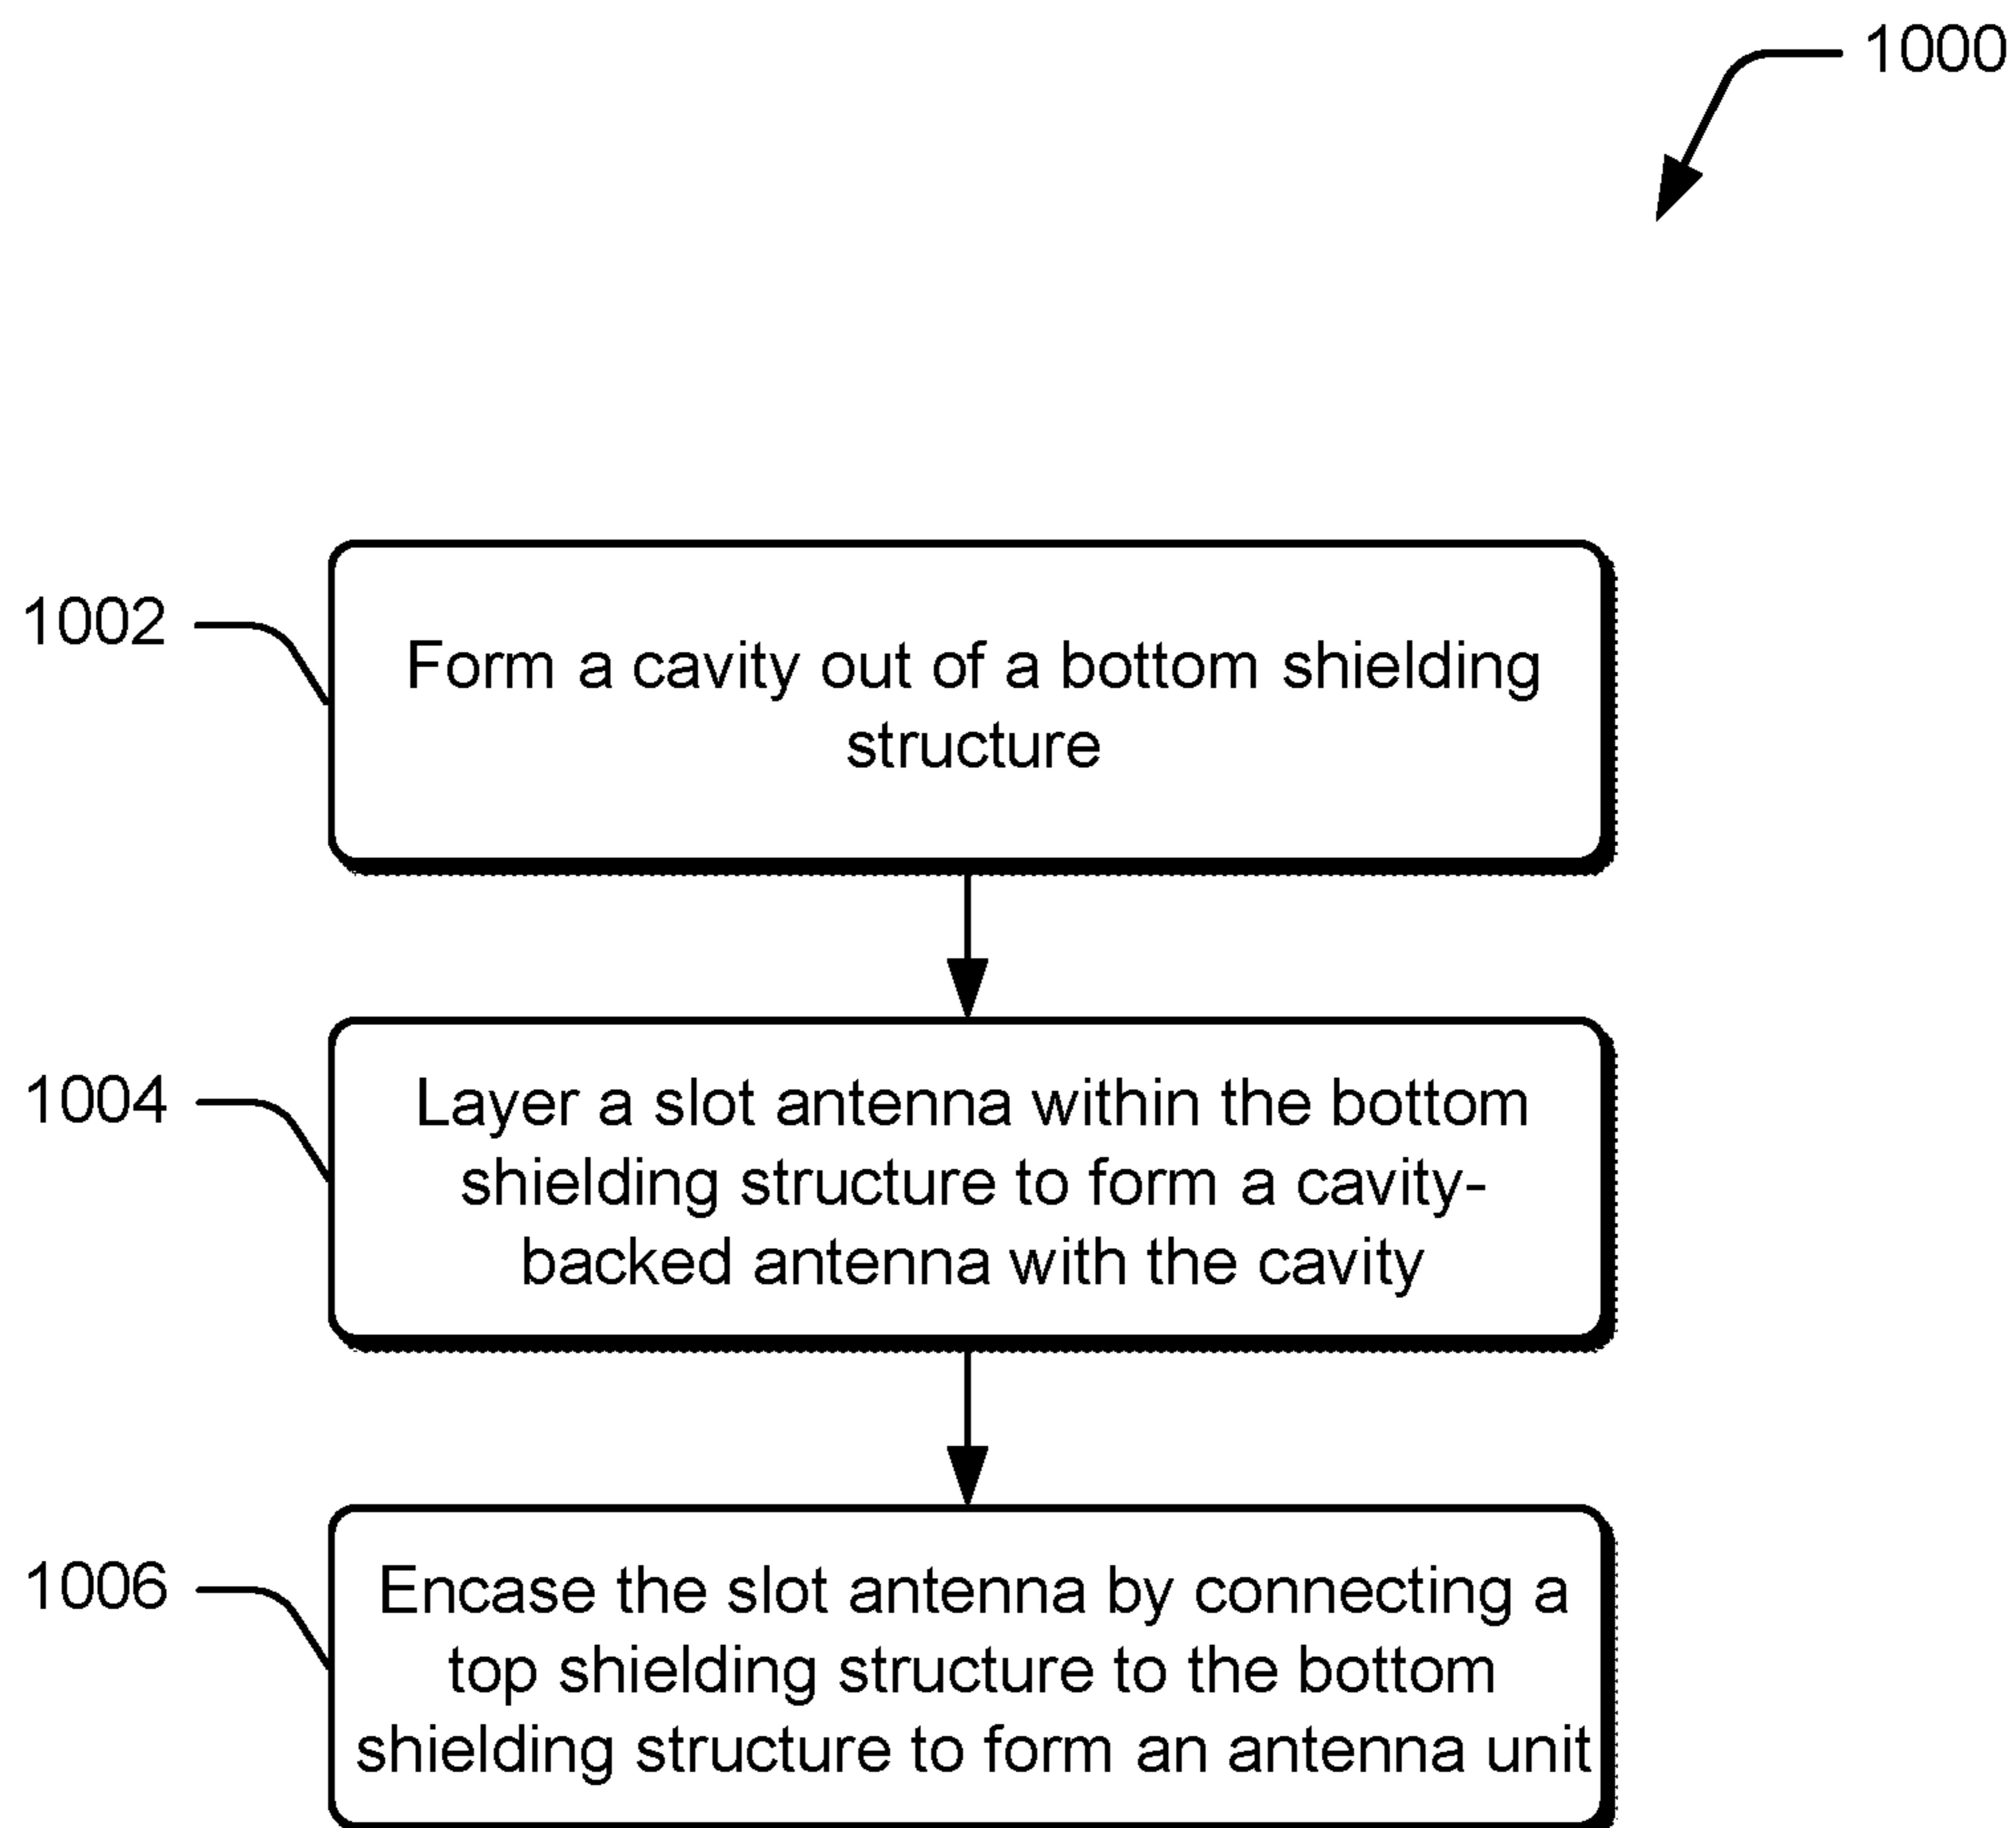 1000
1002
Form a cavity out of a bottom shielding
structure
1004
Layer a slot antenna within the bottom
shielding structure to form a cavity-
backed antenna with the cavity
1006
Encase the slot antenna by connecting a
top shielding structure to the bottom
shielding structure to form an antenna unit